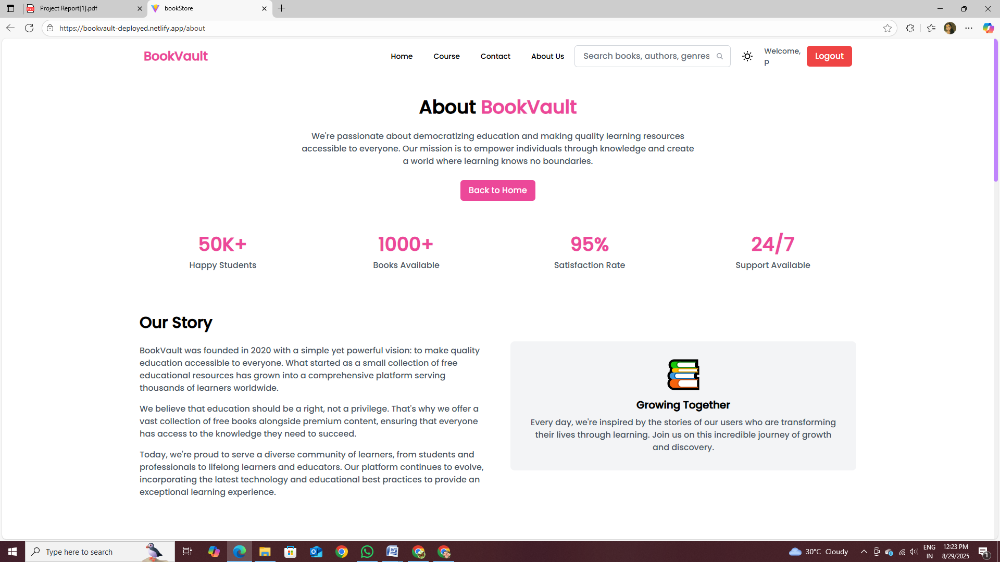 Project Report[1].pdf
bookStore
https://bookvault-deployed.netlify.app/about
BookVault
Home
Course
Contact
About Us
Search books, authors, genres
Welcome,
p
Logout
About BookVault
We're passionate about democratizing education and making quality learning resources
accessible to everyone. Our mission is to empower individuals through knowledge and create
a world where learning knows no boundaries.
Back to Home
50K+
Happy Students
1000+
Books Available
95%
Satisfaction Rate
24/7
Support Available
Our Story
BookVault was founded in 2020 with a simple yet powerful vision: to make quality
education accessible to everyone. What started as a small collection of free
educational resources has grown into a comprehensive platform serving
thousands of learners worldwide.
We believe that education should be a right, not a privilege. That's why we offer a
vast collection of free books alongside premium content, ensuring that everyone
has access to the knowledge they need to succeed.
Today, we're proud to serve a diverse community of learners, from students and
professionals to lifelong learners and educators. Our platform continues to evolve,
incorporating the latest technology and educational best practices to provide an
exceptional learning experience.
Growing Together
Every day, we're inspired by the stories of our users who are transforming
their lives through learning. Join us on this incredible journey of growth
and discovery.
Type here to search
30°C Cloudy
ENG
IN
12:23 PM
8/29/2025
1